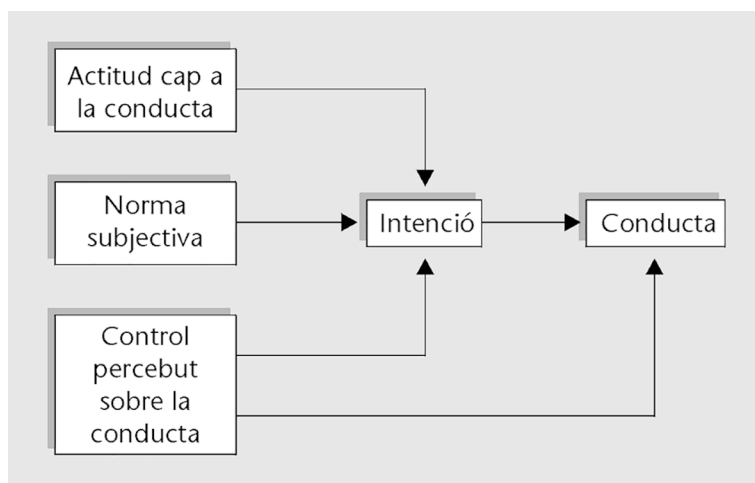 Actitud cap a
la conducta
Norma
subjectiva
Intenció
Conducta
Control
percebut
sobre la
conducta